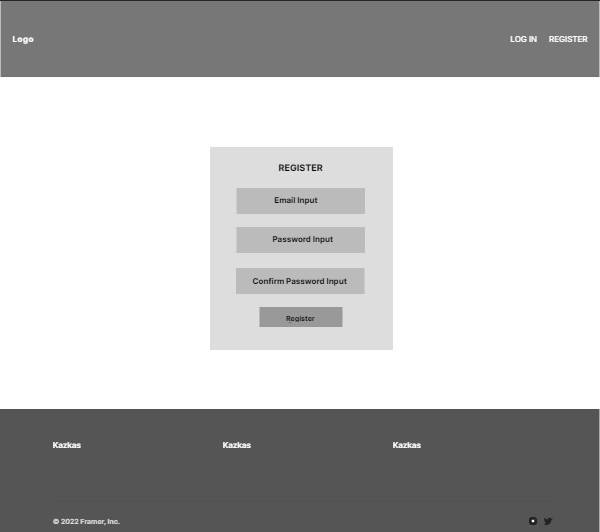 Logo
LOG IN
REGISTER
REGISTER
Email Input
Password Input
Confirm Password Input
Register
Kazkas
Kazkas
Kazkas
© 2022 Framer, Inc.